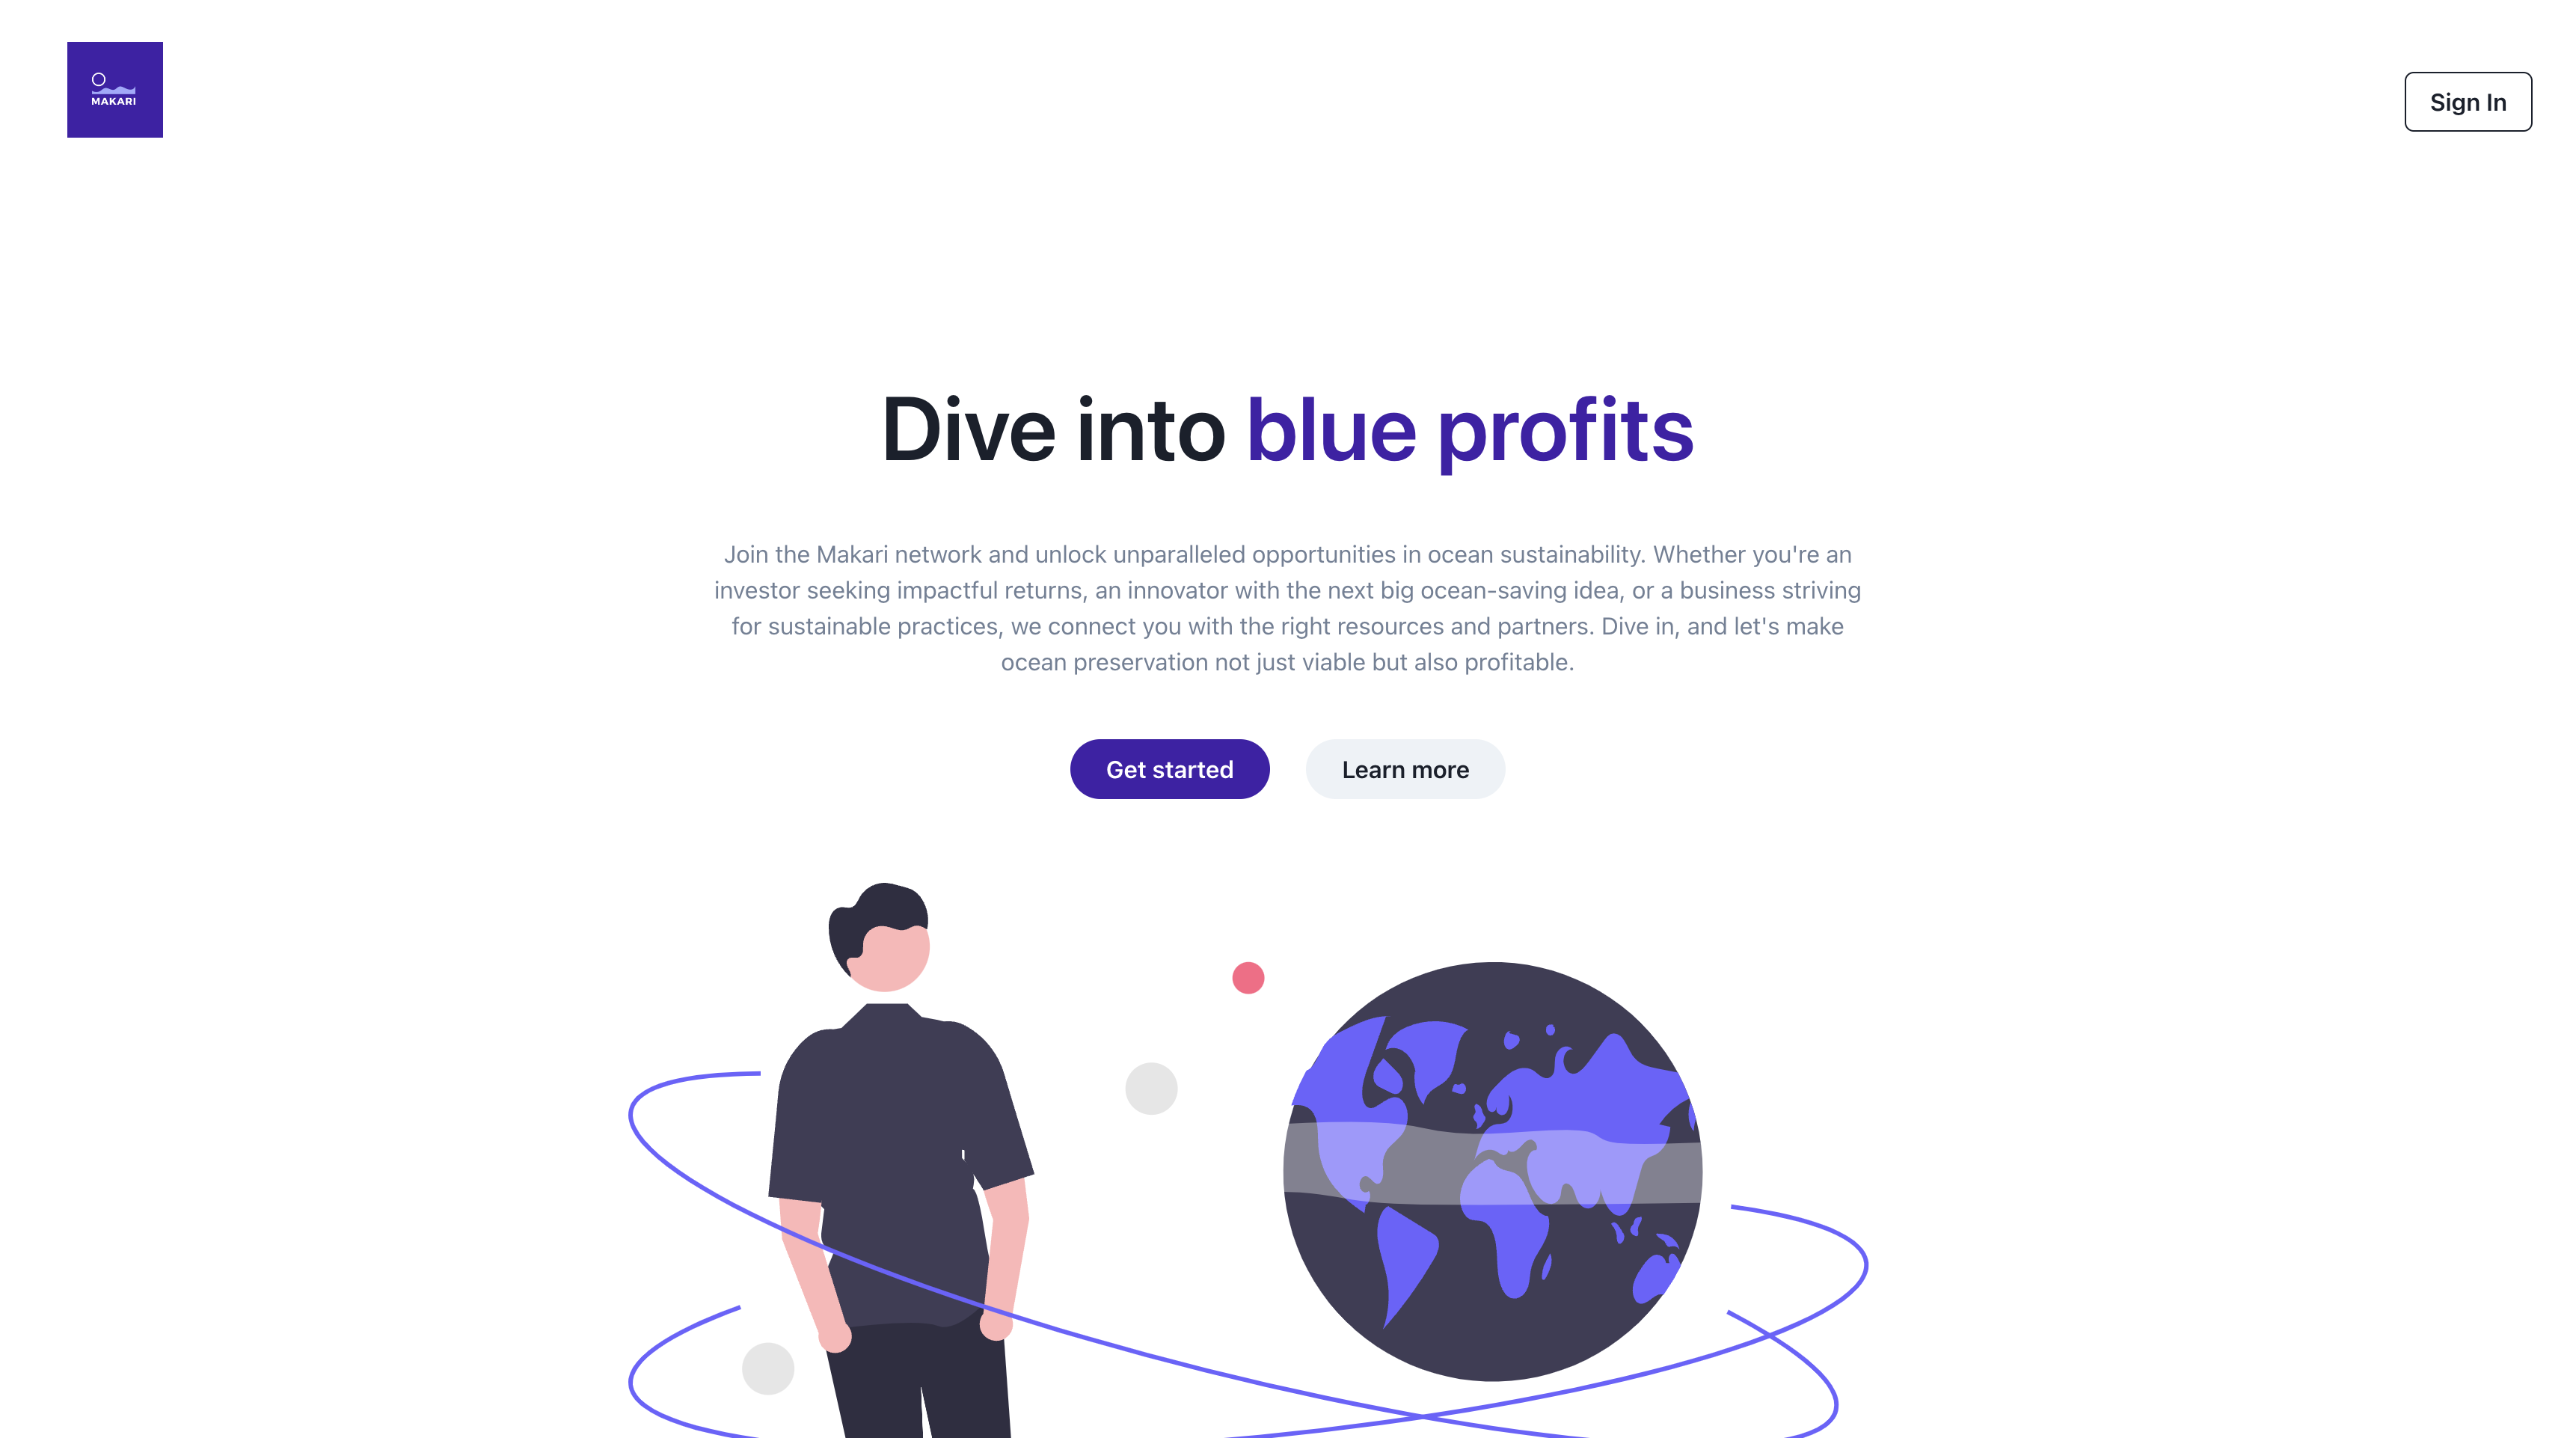 MAKARI
Sign In
Dive into blue profits
Join the Makari network and unlock unparalleled opportunities in ocean sustainability. Whether you're an
investor seeking impactful returns, an innovator with the next big ocean-saving idea, or a business striving
for sustainable practices, we connect you with the right resources and partners. Dive in, and let's make
ocean preservation not just viable but also profitable.
Get started
Learn more